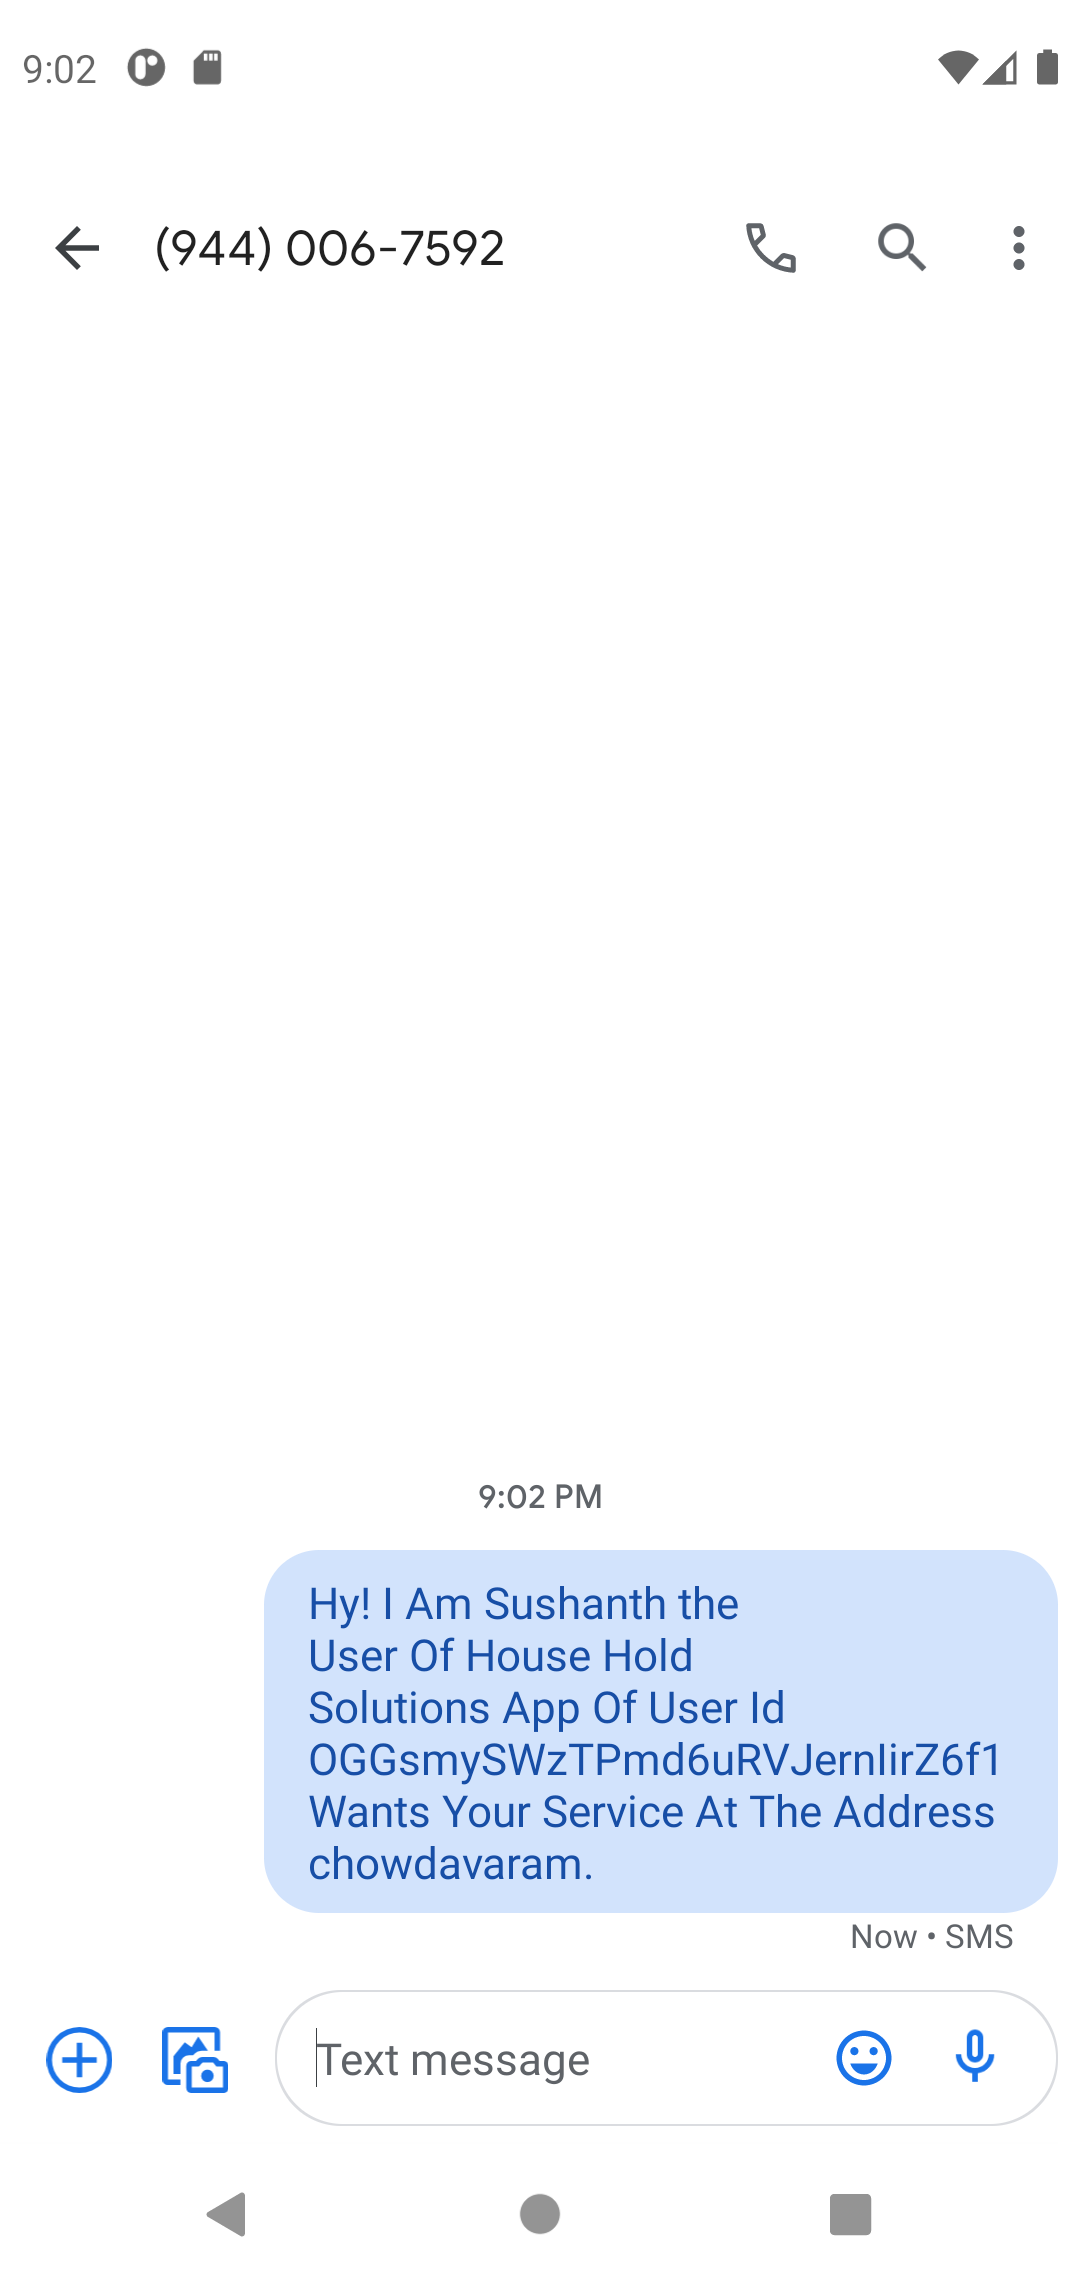 9:02
(944) 006-7592
9:02 PM
Hy! I Am Sushanth the
User Of House Hold
Solutions App Of User Id
OGGsmySWzTPmd6uRVJernlirZ6f1
Wants Your Service At The Address
chowdavaram.
Now • SMS
Text message